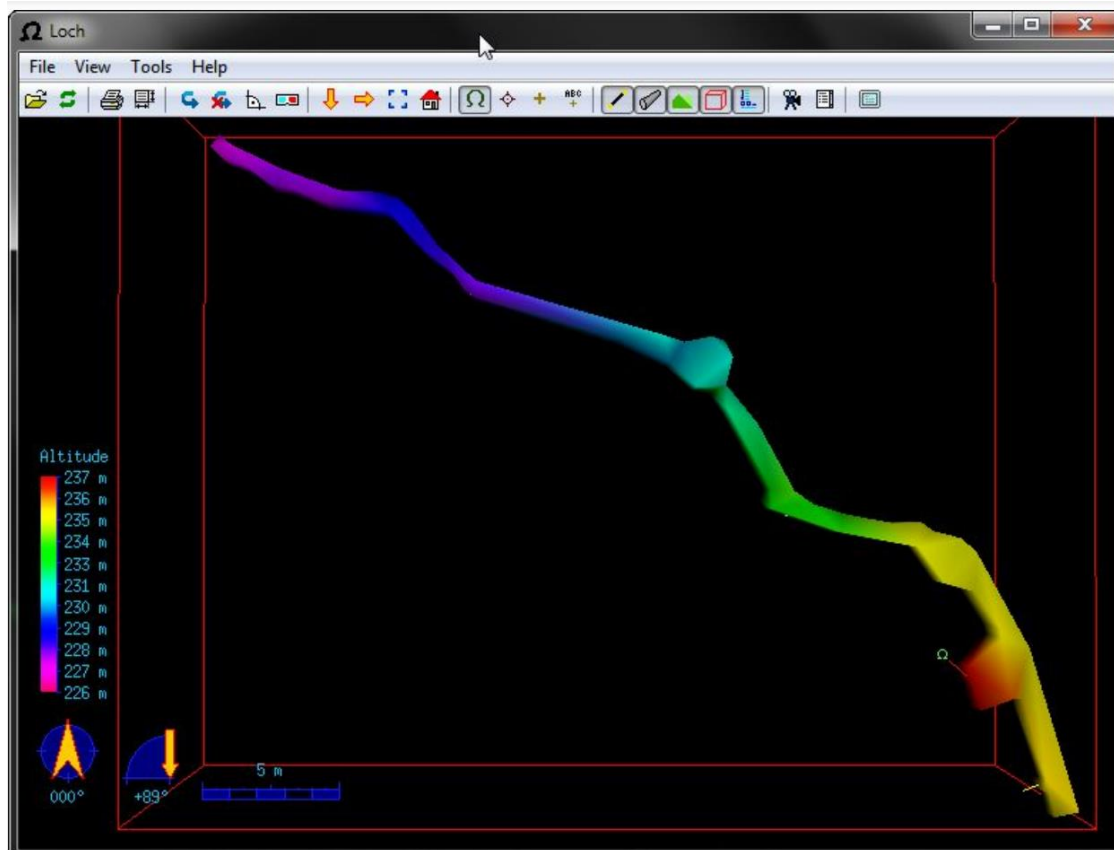 Ω Loch
File View Tools Help
Ω ABC
Altitude
237 m
236 m
235 m
234 m
233 m
231 m
230 m
229 m
228 m
227 m
226 m
Ω
000°
+89°
5 m